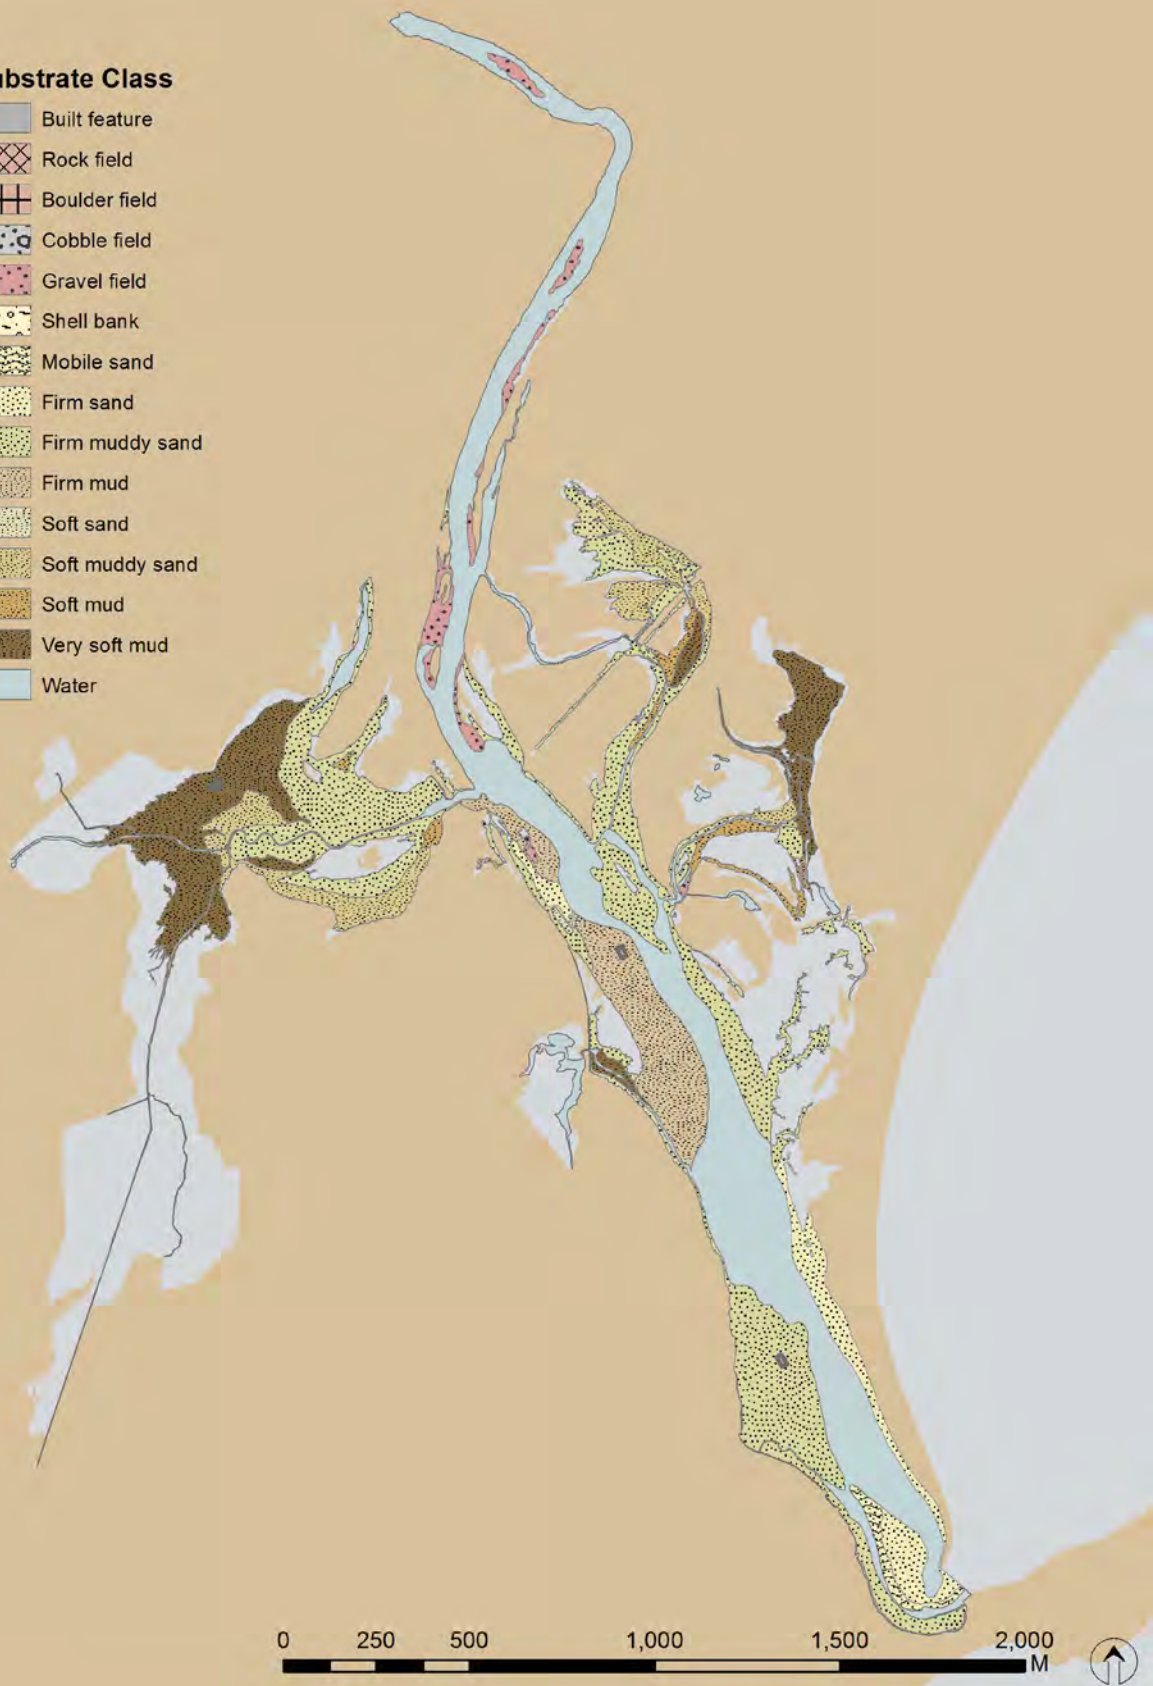 ubstrate Class
Built feature
Rock field
Boulder field
Cobble field
Gravel field
Shell bank
Mobile sand
Firm sand
Firm muddy sand
Firm mud
Soft sand
Soft muddy sand
Soft mud
Very soft mud
Water
0 250 500 1,000 1,500 2,000
M